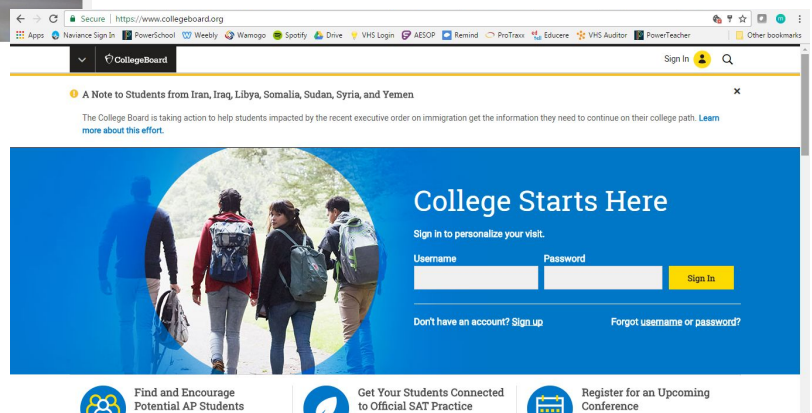 Secure | https://www.collegeboard.org
Apps Naviance Sign In PowerSchool Weebly Wamogo Spotify Drive VHS Login AESOP Remind ProTraxx Educere VHS Auditor PowerTeacher Other bookmarks
CollegeBoard Sign In
A Note to Students from Iran, Iraq, Libya, Somalia, Sudan, Syria, and Yemen
The College Board is taking action to help students impacted by the recent executive order on immigration get the information they need to continue on their college path. Learn
more about this effort.
College Starts Here
Sign in to personalize your visit.
Username Password
Sign In
Don't have an account? Sign up Forgot username or password?
Find and Encourage
Potential AP Students
Get Your Students Connected
to Official SAT Practice
Register for an Upcoming
Conference